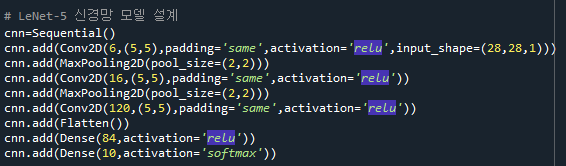 # LeNet-5 신경망 모델 설계
cnn=Sequential()
cnn.add(Conv2D(6,(5,5),padding='same',activation='relu',input_shape=(28,28,1)))
cnn.add(MaxPooling2D(pool_size=(2,2)))
cnn.add(Conv2D(16,(5,5),padding='same',activation='relu'))
cnn.add(MaxPooling2D(pool_size=(2,2)))
cnn.add(Conv2D(120,(5,5),padding='same',activation='relu'))
cnn.add(Flatten())
cnn.add(Dense(84,activation='relu'))
cnn.add(Dense(10,activation='softmax'))